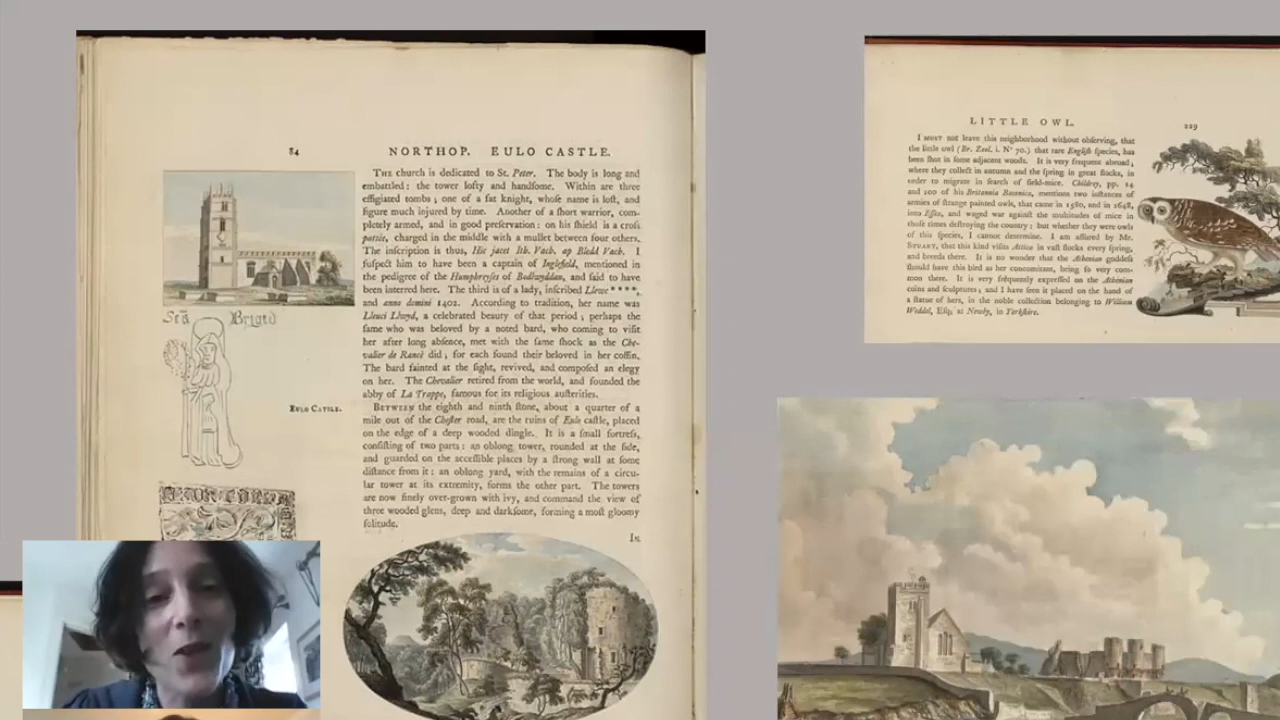 84
NORTHOP. EULO CASTLE.
THE church is dedicated to St. Peter. The body is long and
embattled: the tower lofty and handsome. Within are three
effigiated tombs; one of a fat knight, whose name is lost, and
figure much injured by time. Another of a short warrior, com-
pletely armed, and in good preservation: on his shield is a cross
patée, charged in the middle with a mullet between four others.
The inscription is thus, Hic jacet Ith. Vach. ap Bledd Vach. I
suspect him to have been a captain of Inglefield, mentioned in
the pedigree of the Humphreyses of Bodlwyddan, and said to have
been interred here. The third is of a lady, inscribed Llewc ****,
and anno domini 1402. According to tradition, her name was
Lleuci Llwyd, a celebrated beauty of that period; perhaps the
same who was beloved by a noted bard, who coming to visit
her after long absence, met with the same shock as the Che-
valier de Rancè did; for each found their beloved in her coffin.
The bard fainted at the sight, revived, and composed an elegy
on her. The Chevalier retired from the world, and founded the
abby of La Trappe, famous for its religious austerities.
EULO CASTLE.
BETWEEN the eighth and ninth stone, about a quarter of a
mile out of the Chester road, are the ruins of Eulo castle, placed
on the edge of a deep wooded dingle. It is a small fortress,
consisting of two parts: an oblong tower, rounded at the side,
and guarded on the accessible places by a strong wall at some
distance from it: an oblong yard, with the remains of a circu-
lar tower at its extremity, forms the other part. The towers
are now finely over-grown with ivy, and command the view of
three wooded glens, deep and darksome, forming a most gloomy
solitude.
In
Brigid
LITTLE OWL.
229
I MUST not leave this neighborhood without observing, that
the little owl (Br. Zool. i. Nº 70.) that rare English species, has
been shot in some adjacent woods. It is very frequent abroad;
where they collect in autumn and the spring in great flocks, in
order to migrate in search of field-mice. Childrey, pp. 14
and 100 of his Britannia Baconica, mentions two instances of
armies of strange painted owls, that came in 1580, and in 1648,
into Essex, and waged war against the multitudes of mice in
those times destroying the country: but whether they were owls
of this species, I cannot determine. I am assured by Mr.
STUART, that this kind visits Attica in vast flocks every spring,
and breeds there. It is no wonder that the Athenian goddess
should have this bird as her concomitant, being so very com-
mon there. It is very frequently expressed on the Athenian
coins and sculptures; and I have seen it placed on the hand of
a statue of hers, in the noble collection belonging to William
Weddel, Esq; at Newby, in Yorkshire.